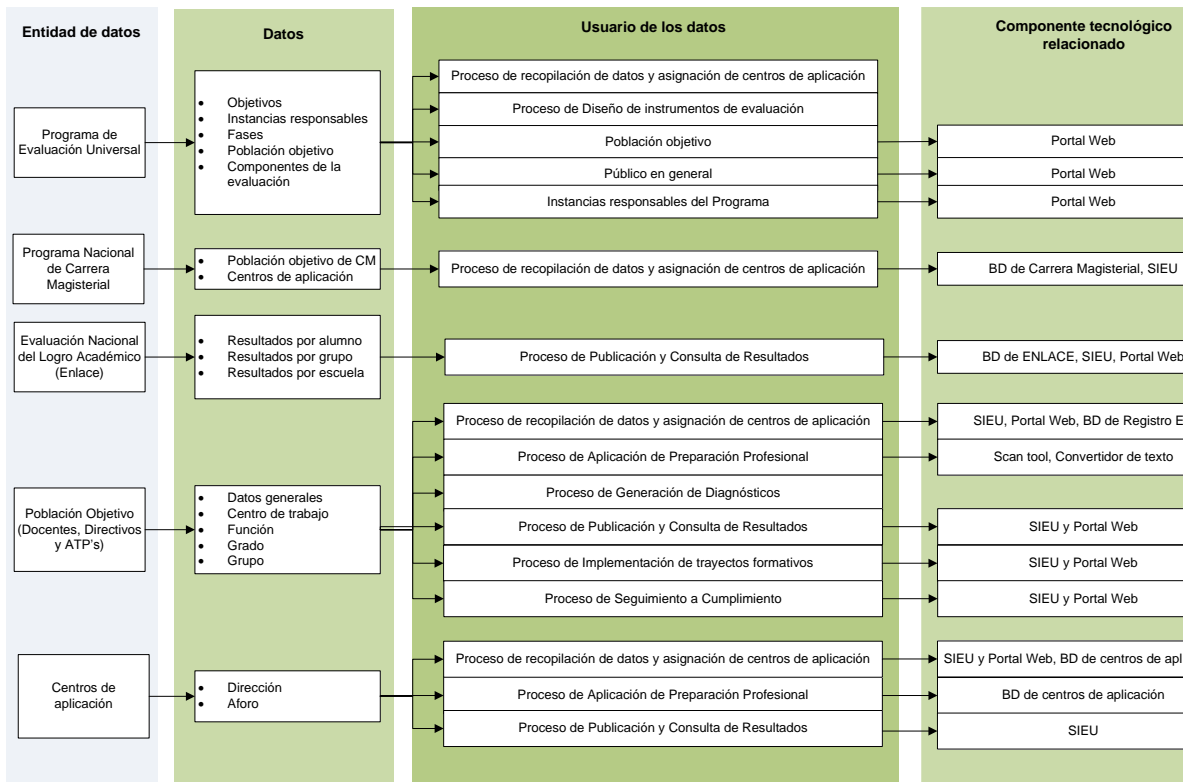 Entidad de datos
Datos
Usuario de los datos
Componente tecnológico
relacionado
Programa de
Evaluación Universal
• Objetivos
• Instancias responsables
• Fases
• Población objetivo
• Componentes de la
evaluación
Proceso de recopilación de datos y asignación de centros de aplicación
Proceso de Diseño de instrumentos de evaluación
Población objetivo
Portal Web
Público en general
Portal Web
Instancias responsables del Programa
Portal Web
Programa Nacional
de Carrera
Magisterial
• Población objetivo de CM
• Centros de aplicación
Proceso de recopilación de datos y asignación de centros de aplicación
BD de Carrera Magisterial, SIEU
Evaluación Nacional
del Logro Académico
(Enlace)
• Resultados por alumno
• Resultados por grupo
• Resultados por escuela
Proceso de Publicación y Consulta de Resultados
BD de ENLACE, SIEU, Portal Web
Población Objetivo
(Docentes, Directivos
y ATP's)
• Datos generales
• Centro de trabajo
• Función
• Grado
• Grupo
Proceso de recopilación de datos y asignación de centros de aplicación
SIEU, Portal Web, BD de Registro E
Proceso de Aplicación de Preparación Profesional
Scan tool, Convertidor de texto
Proceso de Generación de Diagnósticos
Proceso de Publicación y Consulta de Resultados
SIEU y Portal Web
Proceso de Implementación de trayectos formativos
SIEU y Portal Web
Proceso de Seguimiento a Cumplimiento
SIEU y Portal Web
Centros de
aplicación
• Dirección
• Aforo
Proceso de recopilación de datos y asignación de centros de aplicación
SIEU y Portal Web, BD de centros de apl
Proceso de Aplicación de Preparación Profesional
BD de centros de aplicación
Proceso de Publicación y Consulta de Resultados
SIEU